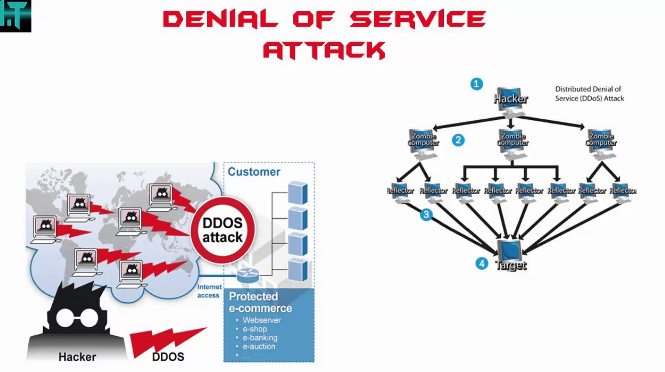 I.T
DENIAL OF SERVICE
ATTACK
1
Hacker
Distributed Denial of
Service (DDoS) Attack
Zombie
Computer
2
Zombie
Computer
Zombie
Computer
Reflector
Reflector
Reflector
Reflector
Reflector
Reflector
Reflector
Reflector
3
4
Target
Customer
DDOS
attack
Internet
access
Protected
e-commerce
• Webserver
• e-shop
• e-banking
• e-auction
• ...
Hacker
DDOS